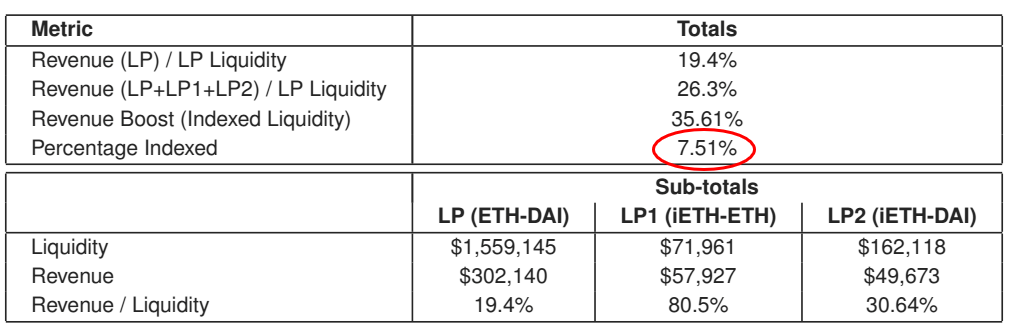 Metric Totals
Revenue (LP) / LP Liquidity 19.4%
Revenue (LP+LP1+LP2) / LP Liquidity 26.3%
Revenue Boost (Indexed Liquidity) 35.61%
Percentage Indexed 7.51%
Sub-totals
LP (ETH-DAI) LP1 (iETH-ETH) LP2 (iETH-DAI)
Liquidity $1,559,145 $71,961 $162,118
Revenue $302,140 $57,927 $49,673
Revenue / Liquidity 19.4% 80.5% 30.64%